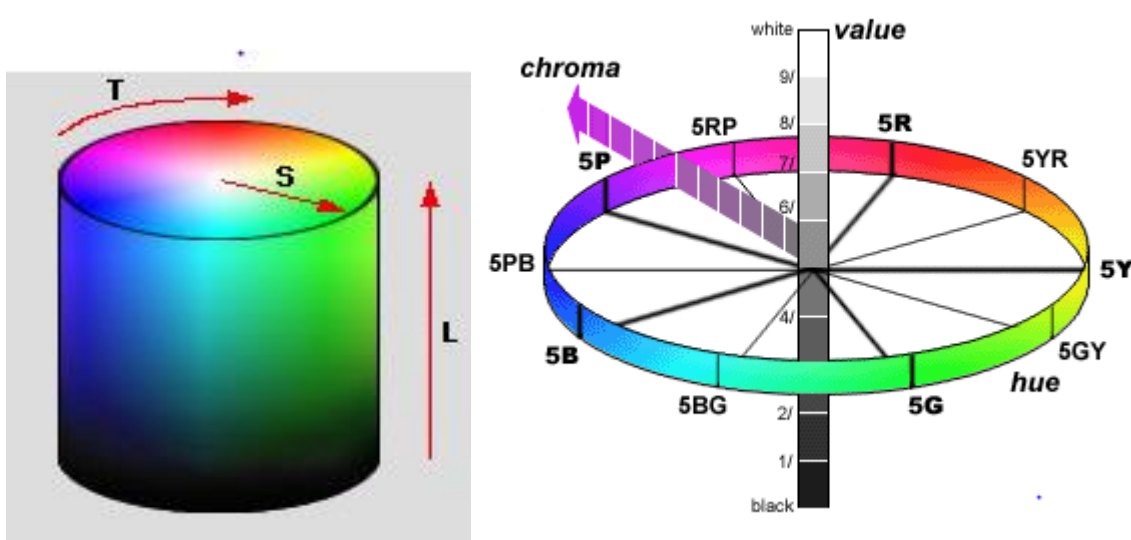 T
S
L
white
value
chroma
9/
8/
7/
6/
4/
2/
1/
black
5RP
5R
5P
5YR
5PB
5Y
5B
5GY
5BG
5G
hue